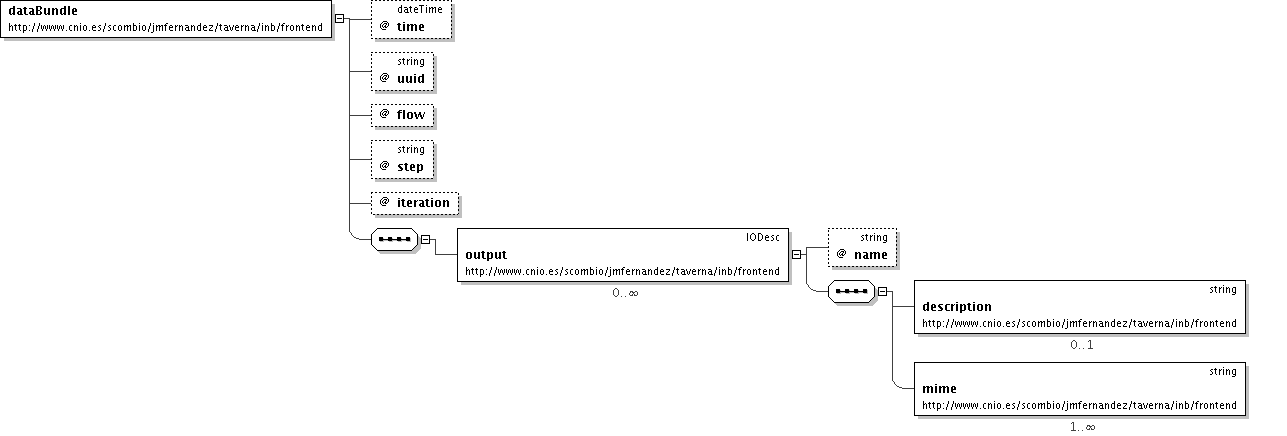 dataBundle
http://www.cnio.es/scombio/jmfernandez/taverna/inb/frontend
dateTime
@ time
string
@ uuid
@ flow
string
@ step
@ iteration
IODesc
output
http://www.cnio.es/scombio/jmfernandez/taverna/inb/frontend
0..∞
string
@ name
string
description
http://www.cnio.es/scombio/jmfernandez/taverna/inb/frontend
0..1
string
mime
http://www.cnio.es/scombio/jmfernandez/taverna/inb/frontend
1..∞